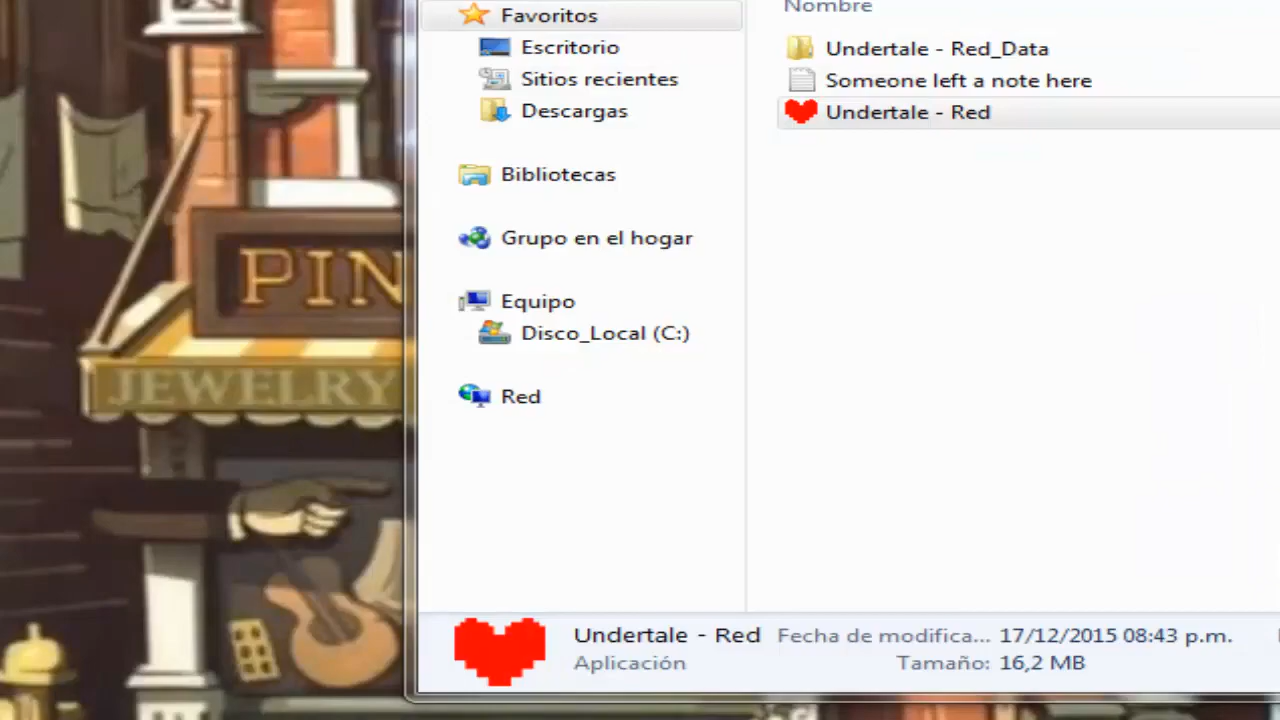 Favoritos
Escritorio
Sitios recientes
Descargas
Bibliotecas
Grupo en el hogar
Equipo
Disco_Local (C:)
Red
Nombre
Undertale - Red_Data
Someone left a note here
Undertale - Red
PIN
JEWELRY
Undertale - Red Fecha de modifica... 17/12/2015 08:43 p.m.
Aplicación Tamaño: 16,2 MB